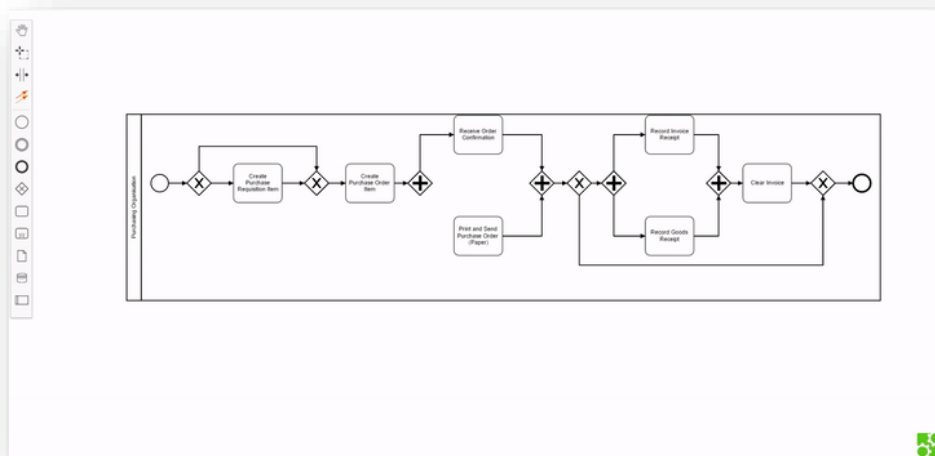 Purchasing Organisation
Create
Purchase
Requisition Item
Create
Purchase Order
Item
Receive Order
Confirmation
Print and Send
Purchase Order
(Paper)
Record Invoice
Receipt
Record Goods
Receipt
Clear Invoice